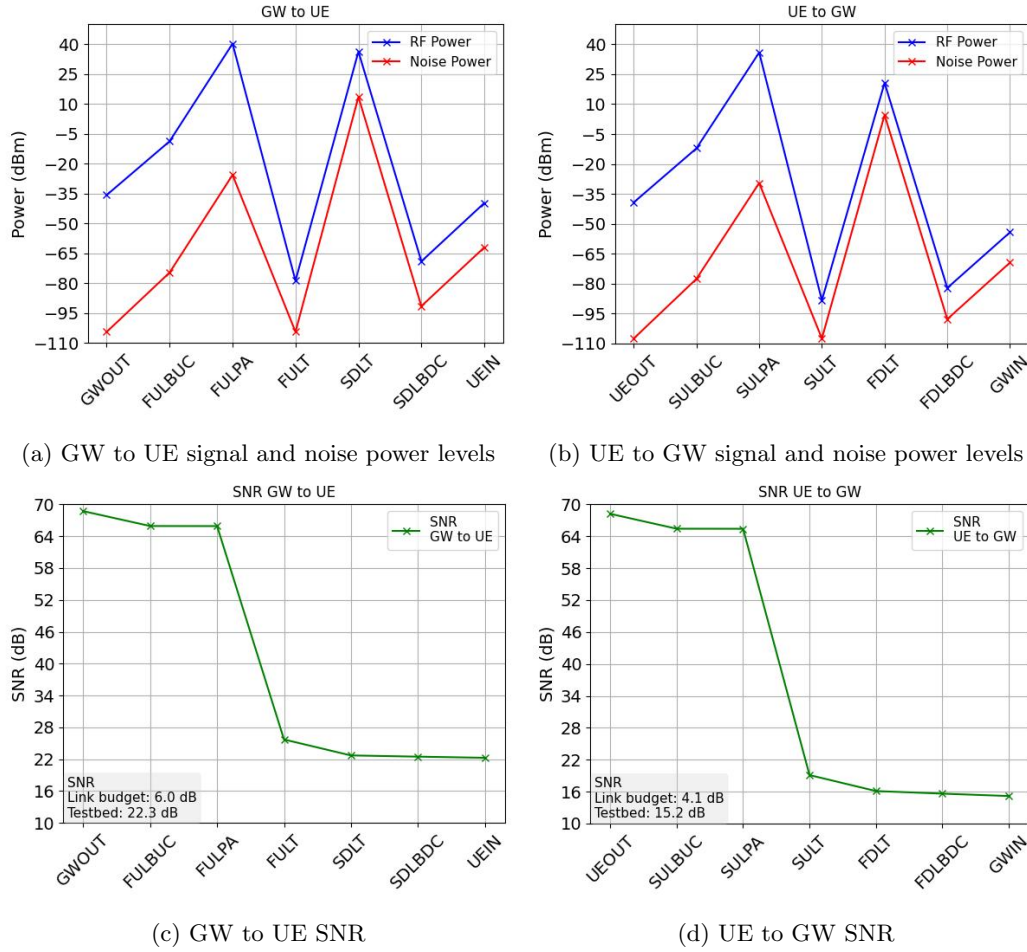 GW to UE
RF Power
Noise Power
Power (dBm)
40
25
10
−5
−20
−35
−50
−65
−80
−95
−110
GWOUT
FULBUC
FULPA
FULT
SDLT
SDLBDC
UEIN
(a) GW to UE signal and noise power levels
UE to GW
RF Power
Noise Power
Power (dBm)
40
25
10
−5
−20
−35
−50
−65
−80
−95
−110
UEOUT
SULBUC
SULPA
SULT
FDLT
FDLBDC
GWIN
(b) UE to GW signal and noise power levels
SNR GW to UE
SNR
GW to UE
SNR (dB)
70
64
58
52
46
40
34
28
22
16
10
SNR
Link budget: 6.0 dB
Testbed: 22.3 dB
GWOUT
FULBUC
FULPA
FULT
SDLT
SDLBDC
UEIN
(c) GW to UE SNR
SNR UE to GW
SNR
UE to GW
SNR (dB)
70
64
58
52
46
40
34
28
22
16
10
SNR
Link budget: 4.1 dB
Testbed: 15.2 dB
UEOUT
SULBUC
SULPA
SULT
FDLT
FDLBDC
GWIN
(d) UE to GW SNR